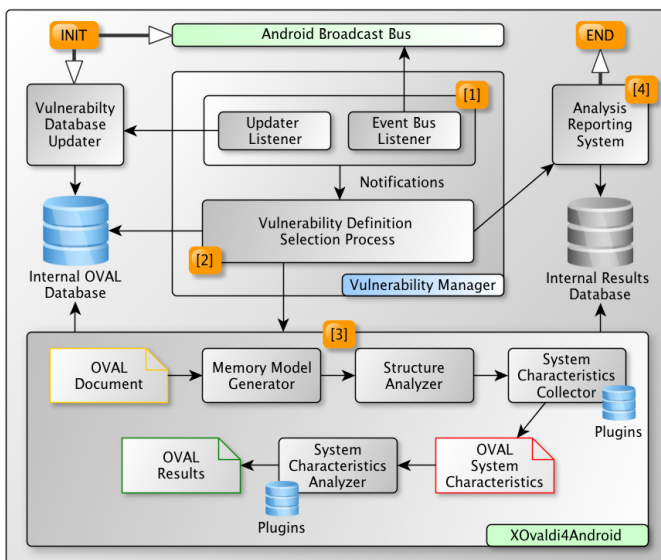 INIT
Android Broadcast Bus
END
[1]
[4]
Vulnerabilty
Database
Updater
Updater
Listener
Event Bus
Listener
Analysis
Reporting
System
Notifications
Vulnerability Definition
Selection Process
[2]
Internal OVAL
Database
Vulnerability Manager
Internal Results
Database
[3]
OVAL
Document
Memory Model
Generator
Structure
Analyzer
System
Characteristics
Collector
Plugins
OVAL
Results
System
Characteristics
Analyzer
Plugins
OVAL
System
Characteristics
XOvaldi4Android